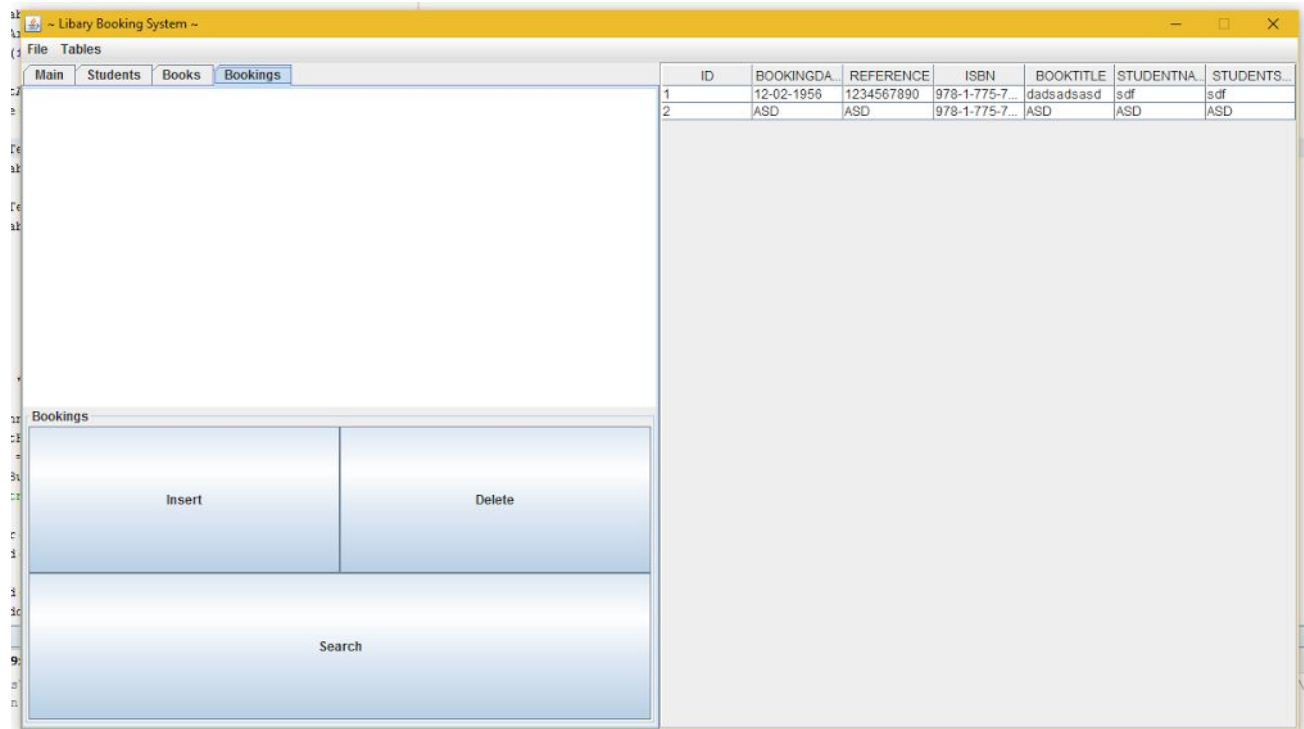 ~ Libary Booking System ~
File Tables
Main Students Books Bookings
ID BOOKINGDA... REFERENCE ISBN BOOKTITLE STUDENTNA... STUDENTS...
1 12-02-1956 1234567890 978-1-775-7... dadsadsasd sdf sdf
2 ASD ASD 978-1-775-7... ASD ASD ASD
Bookings
Insert Delete
Search